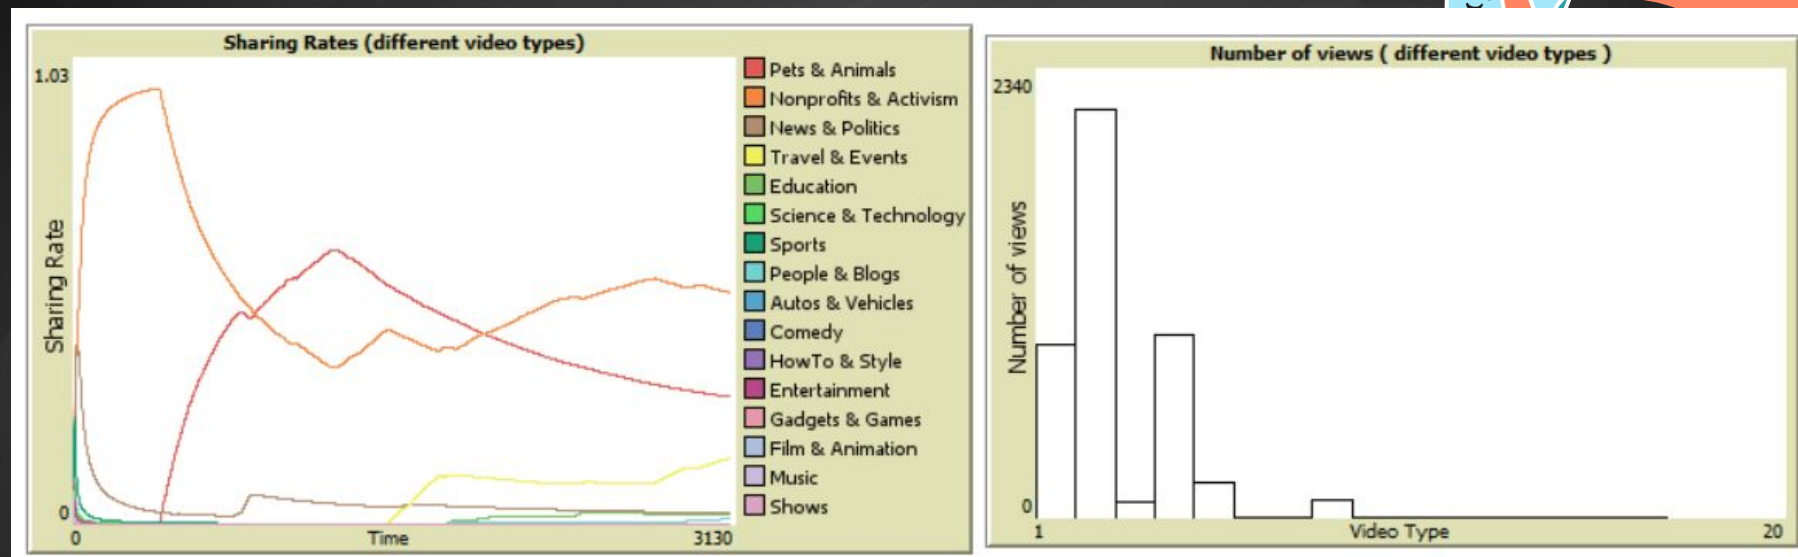 Sharing Rates (different video types)
1.03
Sharing Rate
0
0
Time
3130
Pets & Animals
Nonprofits & Activism
News & Politics
Travel & Events
Education
Science & Technology
Sports
People & Blogs
Autos & Vehicles
Comedy
HowTo & Style
Entertainment
Gadgets & Games
Film & Animation
Music
Shows
Number of views ( different video types )
2340
Number of views
0
1
Video Type
20